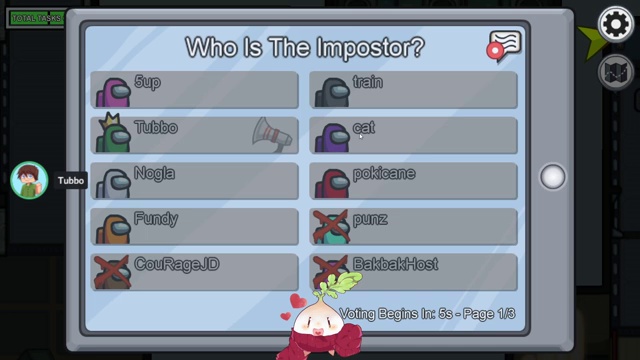 TOTAL TASKS
Who Is The Impostor?
5up
train
Tubbo
cat
Tubbo
Nogla
pokicane
Fundy
punz
CouRageJD
BakbakHost
Voting Begins In: 5s - Page 1/3